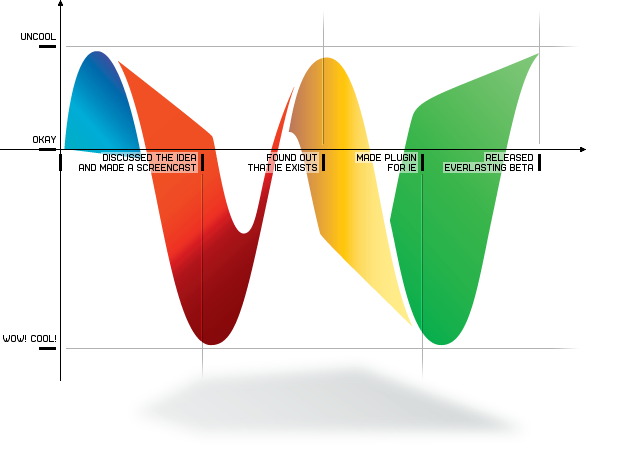 UNCOOL
OKAY
DISCUSSED THE IDEA
AND MADE A SCREENCAST
FOUND OUT
THAT IE EXISTS
MADE PLUGIN
FOR IE
RELEASED
EVERLASTING BETA
WOW! COOL!